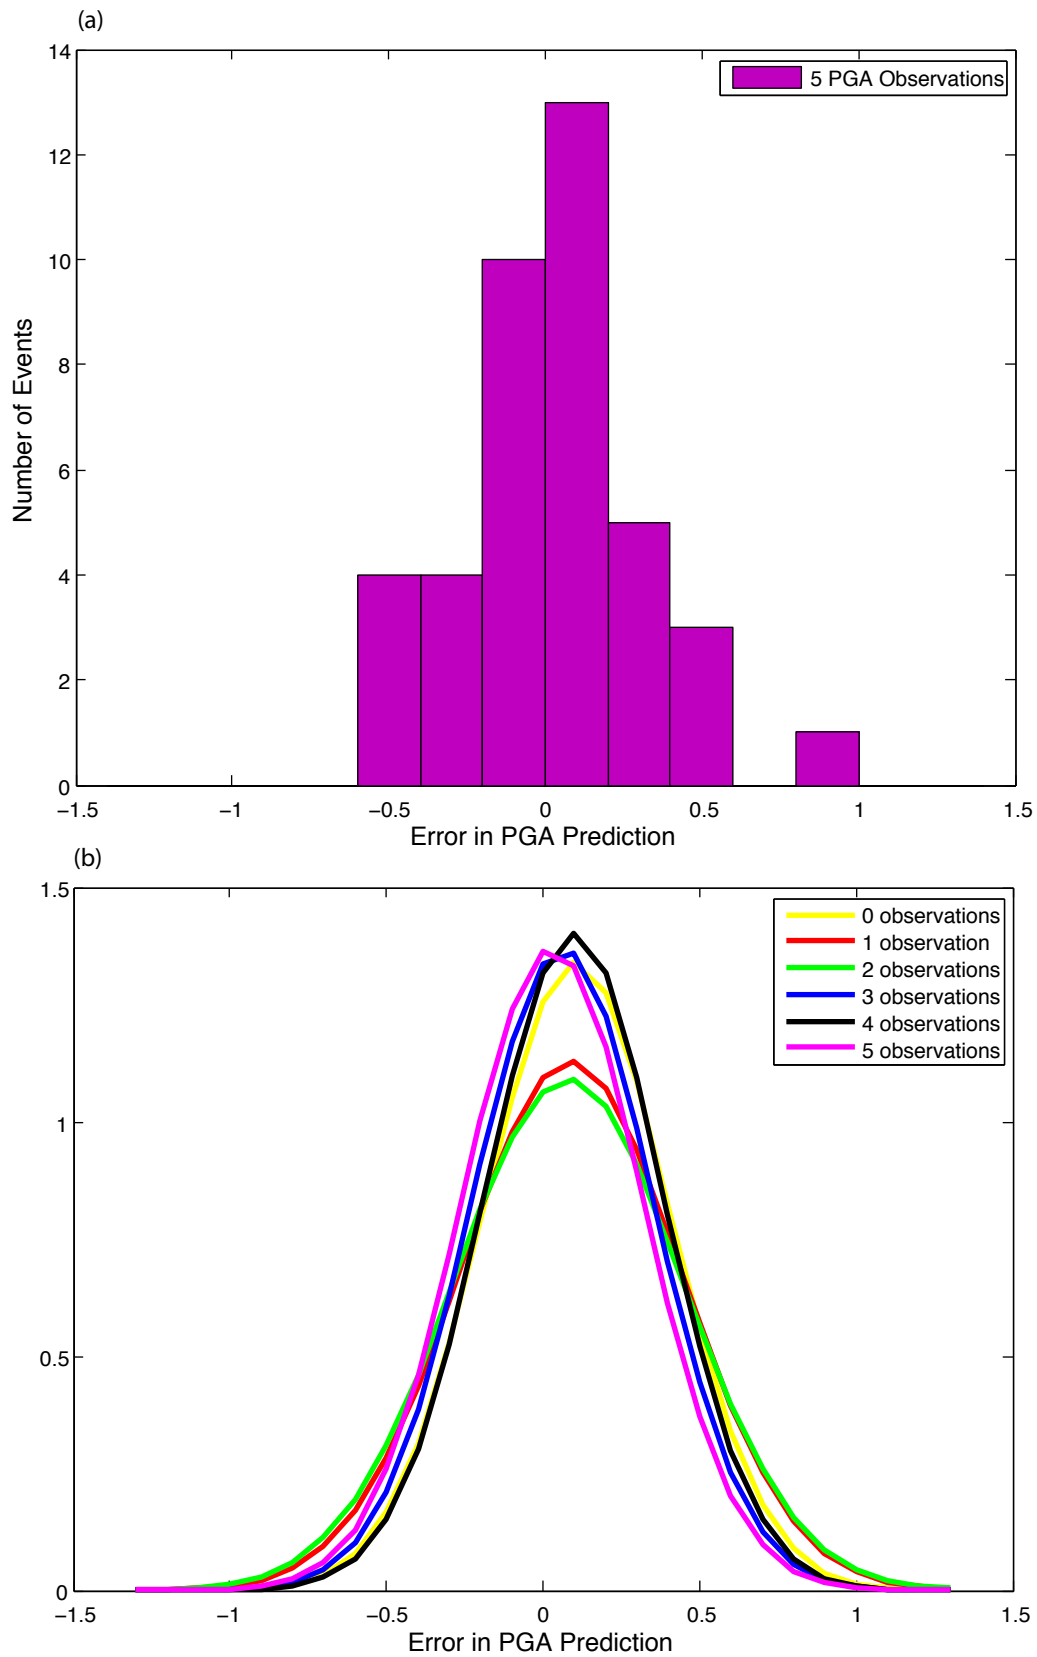 (a)
14
12
10
8
6
4
2
0
Number of Events
5 PGA Observations
−1.5 −1 −0.5 0 0.5 1 1.5
Error in PGA Prediction
(b)
1.5
1
0.5
0
0 observations
1 observation
2 observations
3 observations
4 observations
5 observations
−1.5 −1 −0.5 0 0.5 1 1.5
Error in PGA Prediction